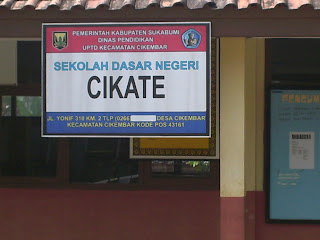 PEMERINTAH KABUPATEN SUKABUMI
DINAS PENDIDIKAN
UPTD KECAMATAN CIKEMBAR
SEKOLAH DASAR NEGERI
CIKATE
JL. YONIF 310 KM. 2 TLP (0266 DESA CIKEMBAR
KECAMATAN CIKEMBAR KODE POS 43161